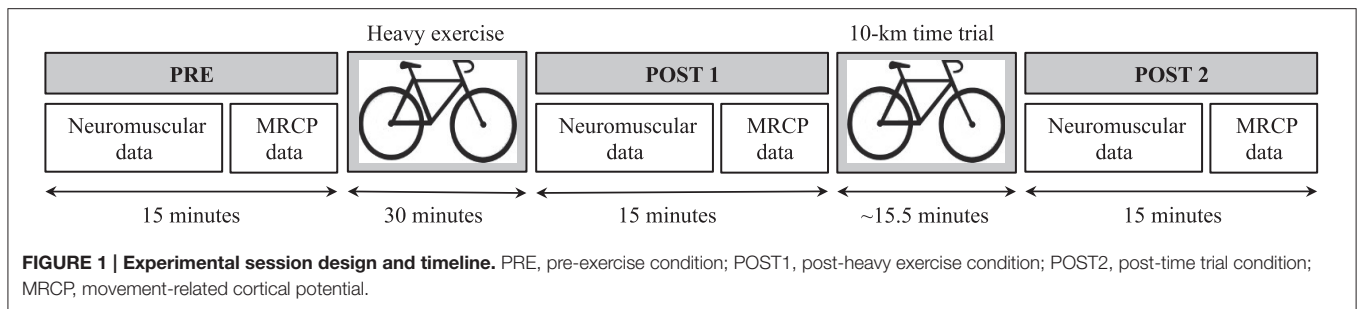 Heavy exercise
10-km time trial
PRE
POST 1
POST 2
Neuromuscular
data
MRCP
data
Neuromuscular
data
MRCP
data
Neuromuscular
data
MRCP
data
15 minutes
30 minutes
15 minutes
~15.5 minutes
15 minutes
FIGURE 1 | Experimental session design and timeline. PRE, pre-exercise condition; POST1, post-heavy exercise condition; POST2, post-time trial condition;
MRCP, movement-related cortical potential.